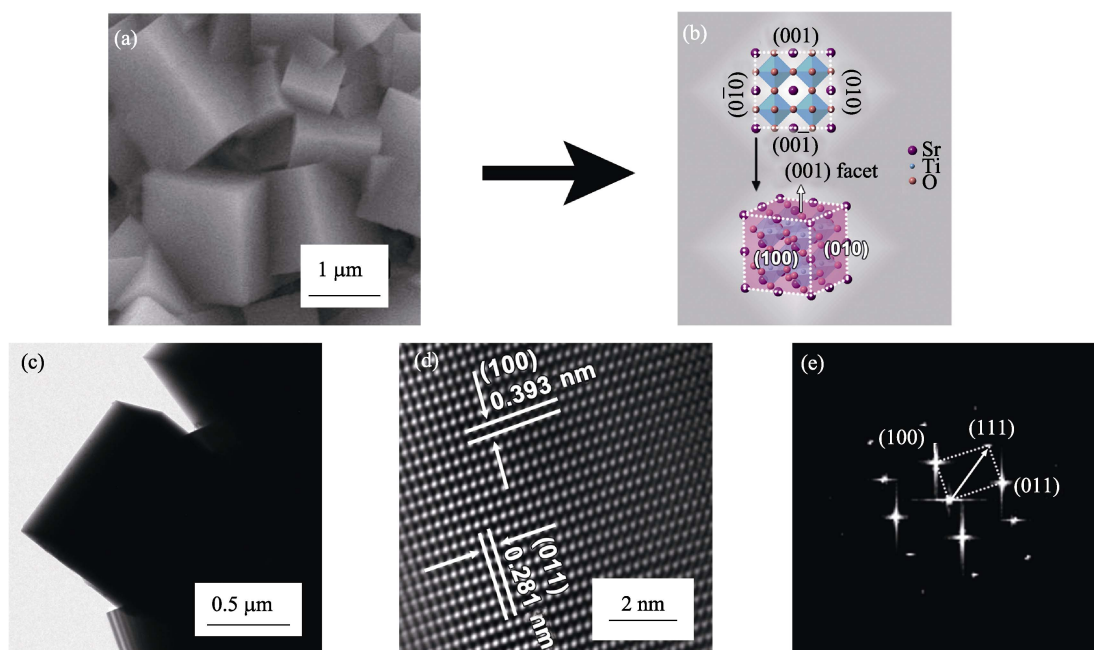 (a)
1 μm
(b)
(001)
(01̄0)
(010)
(001̄)
(001) facet
Sr
Ti
O
(100)
(010)
(c)
0.5 μm
(d)
(100)
0.393 nm
(011)
0.281 nm
2 nm
(e)
(100)
(111)
(011)